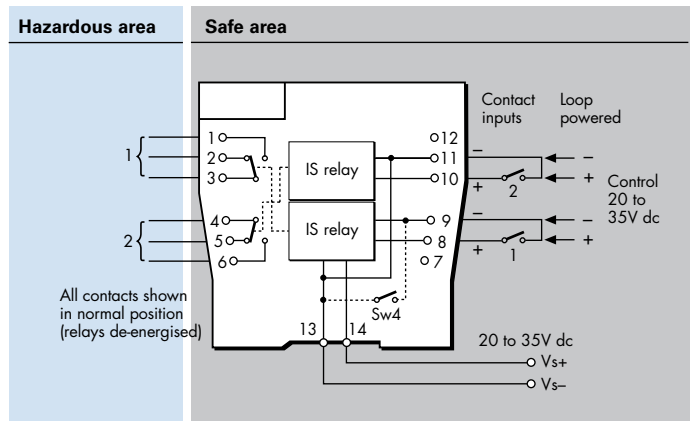 Hazardous area
Safe area
Contact inputs
Loop powered
1
1
2
3
IS relay
12
11
10
–
+
2
–
+
Control
20 to
35V dc
2
4
5
6
IS relay
9
8
7
–
+
1
–
+
Sw4
All contacts shown
in normal position
(relays de-energised)
13
14
20 to 35V dc
Vs+
Vs–